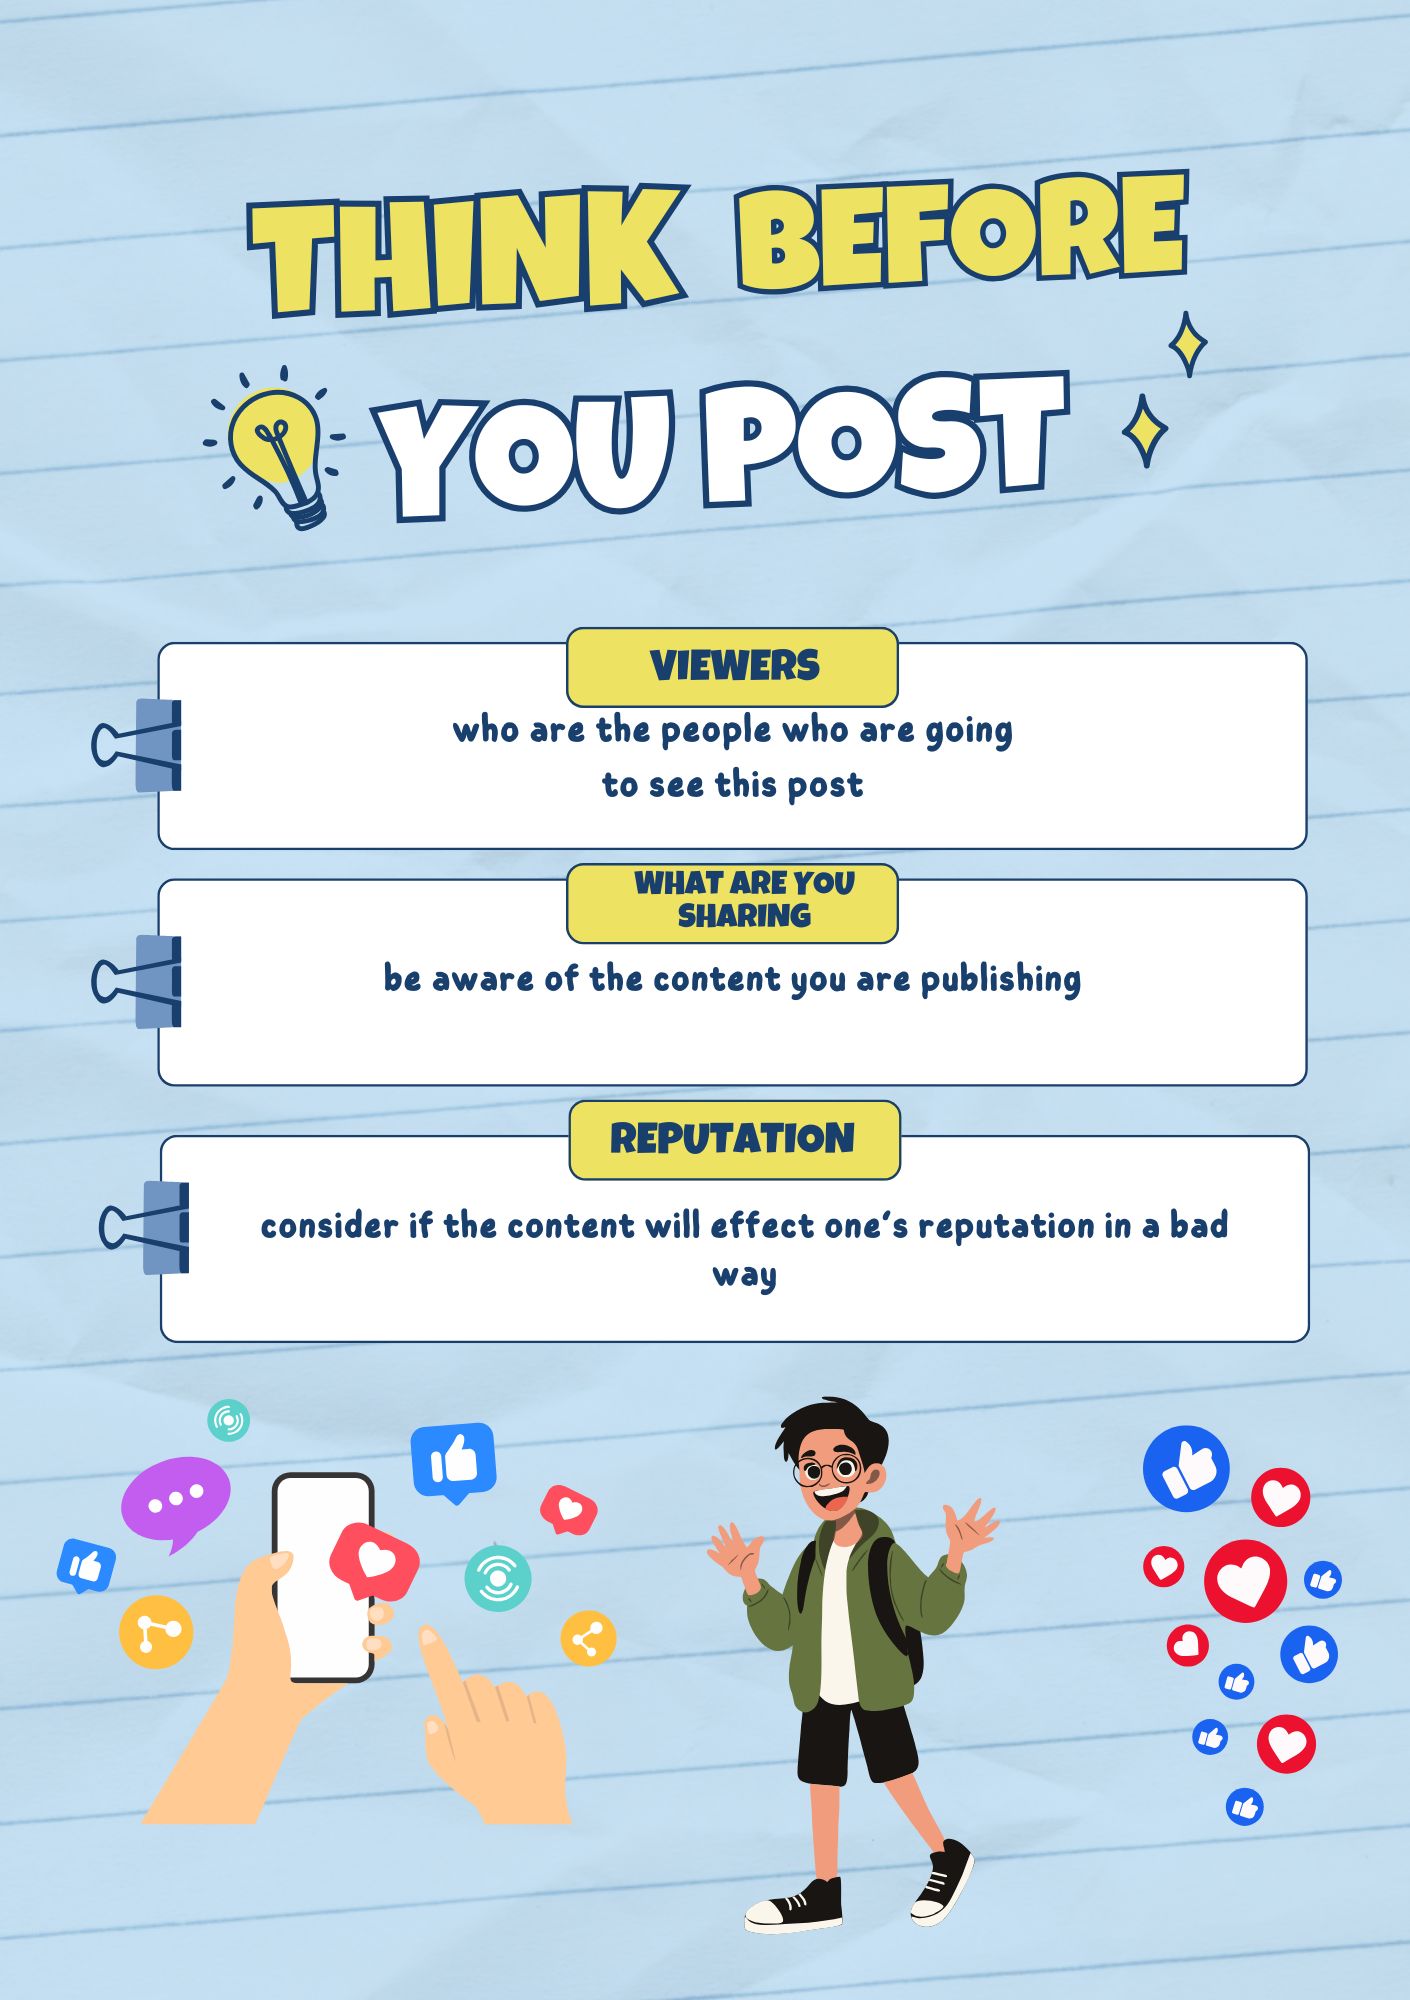 THINK BEFORE
YOU POST
VIEWERS
who are the people who are going
to see this post
WHAT ARE YOU
SHARING
be aware of the content you are publishing
REPUTATION
consider if the content will effect one's reputation in a bad
way